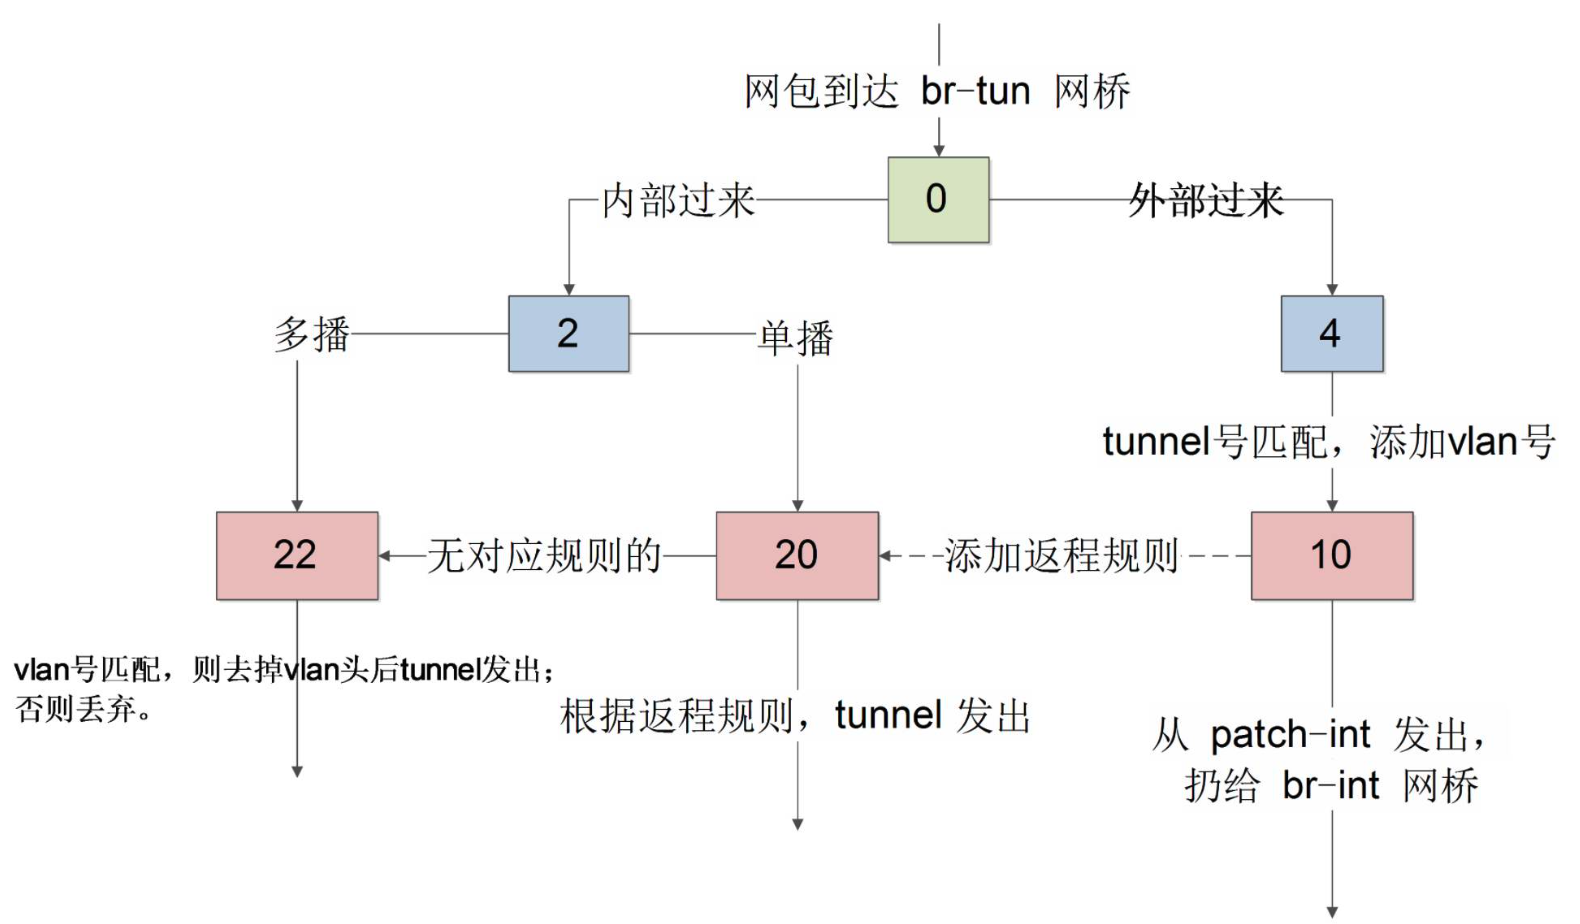 网包到达 br-tun 网桥
0
内部过来
外部过来
2
4
多播
单播
tunnel号匹配，添加vlan号
22
无对应规则的
20
添加返程规则
10
vlan号匹配，则去掉vlan头后tunnel发出；
否则丢弃。
根据返程规则，tunnel 发出
从 patch-int 发出，
扔给 br-int 网桥